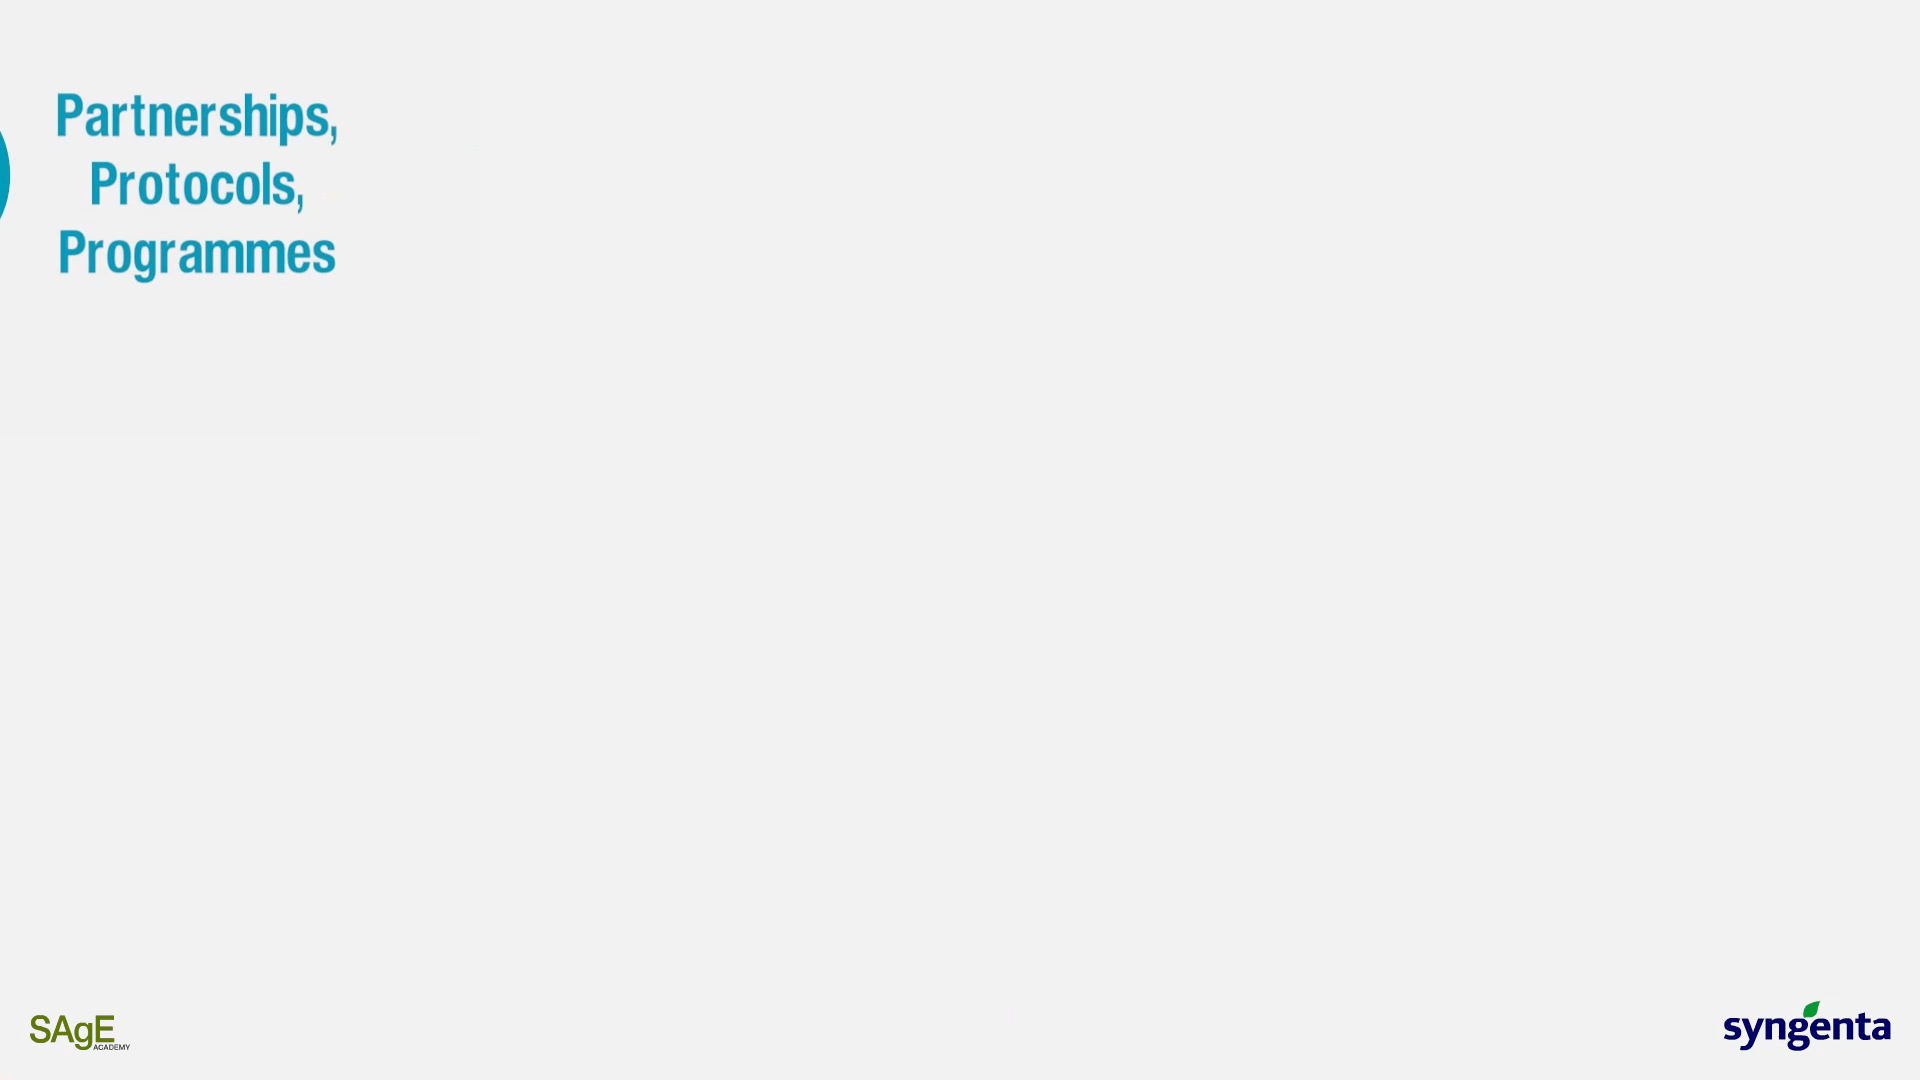 Partnerships,
Protocols,
Programmes
SAgE
ACADEMY
syngenta